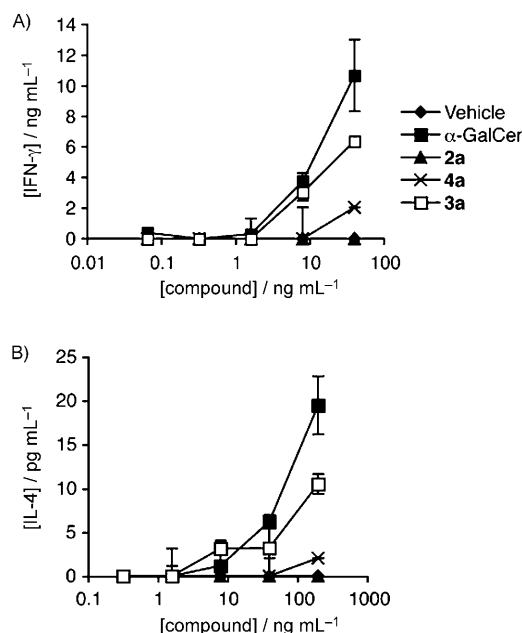 A)
14
12
10
8
6
4
2
0
[IFN-γ] / ng mL⁻¹
0.01 0.1 1 10 100
[compound] / ng mL⁻¹
Vehicle
α-GalCer
2a
4a
3a
B)
25
20
15
10
5
0
[IL-4] / pg mL⁻¹
0.1 1 10 100 1000
[compound] / ng mL⁻¹